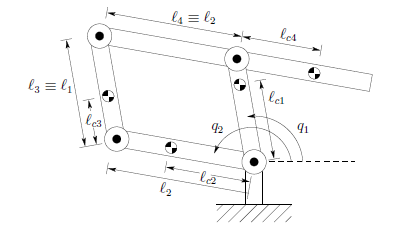 ℓ₄ ≡ ℓ₂
ℓc4
ℓ₃ ≡ ℓ₁
ℓc3
ℓc1
q₂
q₁
ℓc2
ℓ₂